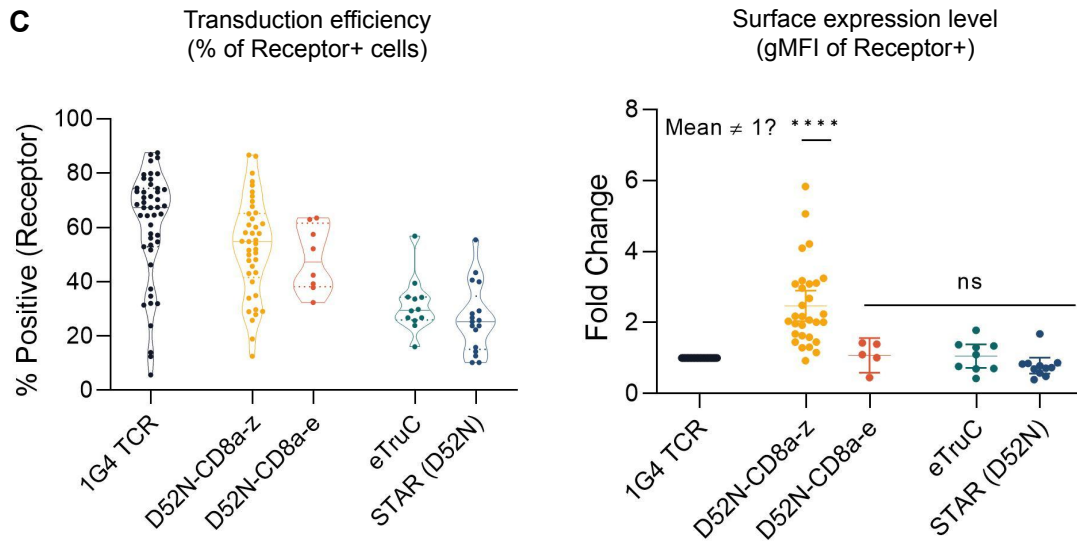 C
Transduction efficiency
(% of Receptor+ cells)
% Positive (Receptor)
100
80
60
40
20
0
1G4 TCR
D52N-CD8a-z
D52N-CD8a-e
eTruC
STAR (D52N)
Surface expression level
(gMFI of Receptor+)
Fold Change
8
6
4
2
0
Mean ≠ 1? ****
ns
1G4 TCR
D52N-CD8a-z
D52N-CD8a-e
eTruC
STAR (D52N)